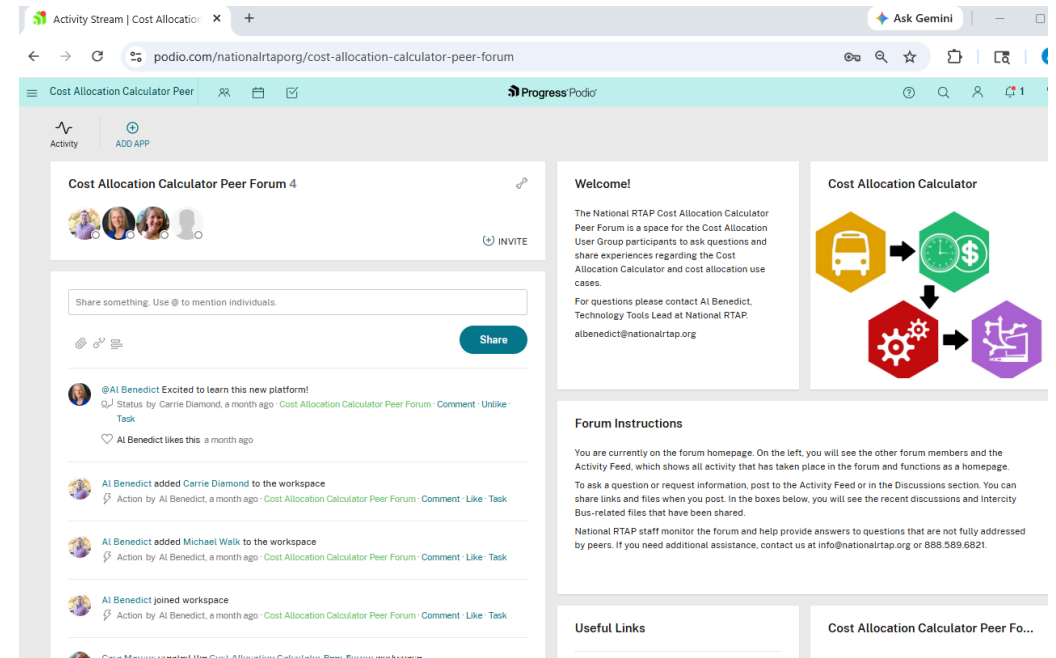 Activity Stream | Cost Allocation
Ask Gemini
podio.com/nationalrtaporg/cost-allocation-calculator-peer-forum
Cost Allocation Calculator Peer
Progress Podio
1
Activity
ADD APP
Cost Allocation Calculator Peer Forum 4
INVITE
Share something. Use @ to mention individuals.
Share
@Al Benedict Excited to learn this new platform!
Status by Carrie Diamond, a month ago · Cost Allocation Calculator Peer Forum · Comment · Unlike ·
Task
Al Benedict likes this a month ago
Al Benedict added Carrie Diamond to the workspace
Action by Al Benedict, a month ago · Cost Allocation Calculator Peer Forum · Comment · Like · Task
Al Benedict added Michael Walk to the workspace
Action by Al Benedict, a month ago · Cost Allocation Calculator Peer Forum · Comment · Like · Task
Al Benedict joined workspace
Action by Al Benedict, a month ago · Cost Allocation Calculator Peer Forum · Comment · Like · Task
created the Cost Allocation Calculator Peer Forum workspace
Welcome!
The National RTAP Cost Allocation Calculator
Peer Forum is a space for the Cost Allocation
User Group participants to ask questions and
share experiences regarding the Cost
Allocation Calculator and cost allocation use
cases.
For questions please contact Al Benedict,
Technology Tools Lead at National RTAP.
albenedict@nationalrtap.org
Cost Allocation Calculator
$
Forum Instructions
You are currently on the forum homepage. On the left, you will see the other forum members and the
Activity Feed, which shows all activity that has taken place in the forum and functions as a homepage.
To ask a question or request information, post to the Activity Feed or in the Discussions section. You can
share links and files when you post. In the boxes below, you will see the recent discussions and Intercity
Bus-related files that have been shared.
National RTAP staff monitor the forum and help provide answers to questions that are not fully addressed
by peers. If you need additional assistance, contact us at info@nationalrtap.org or 888.589.6821.
Useful Links
Cost Allocation Calculator Peer Fo...